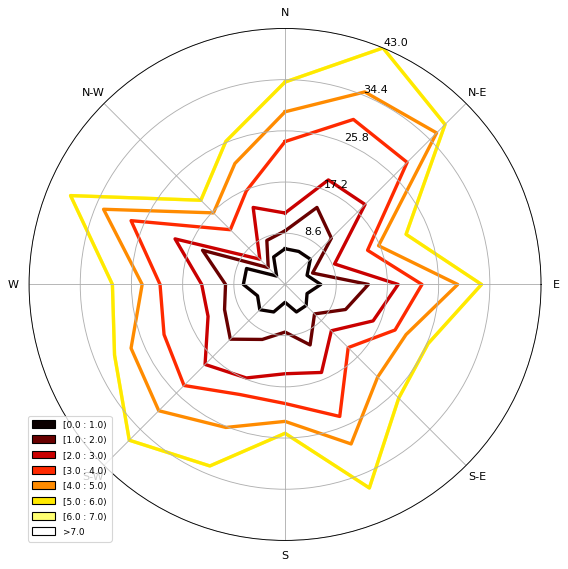 N
43.0
34.4
N-W
N-E
25.8
17.2
8.6
W
E
[0.0 : 1.0)
[1.0 : 2.0)
[2.0 : 3.0)
[3.0 : 4.0)
[4.0 : 5.0)
[5.0 : 6.0)
[6.0 : 7.0)
>7.0
S-W
S-E
S